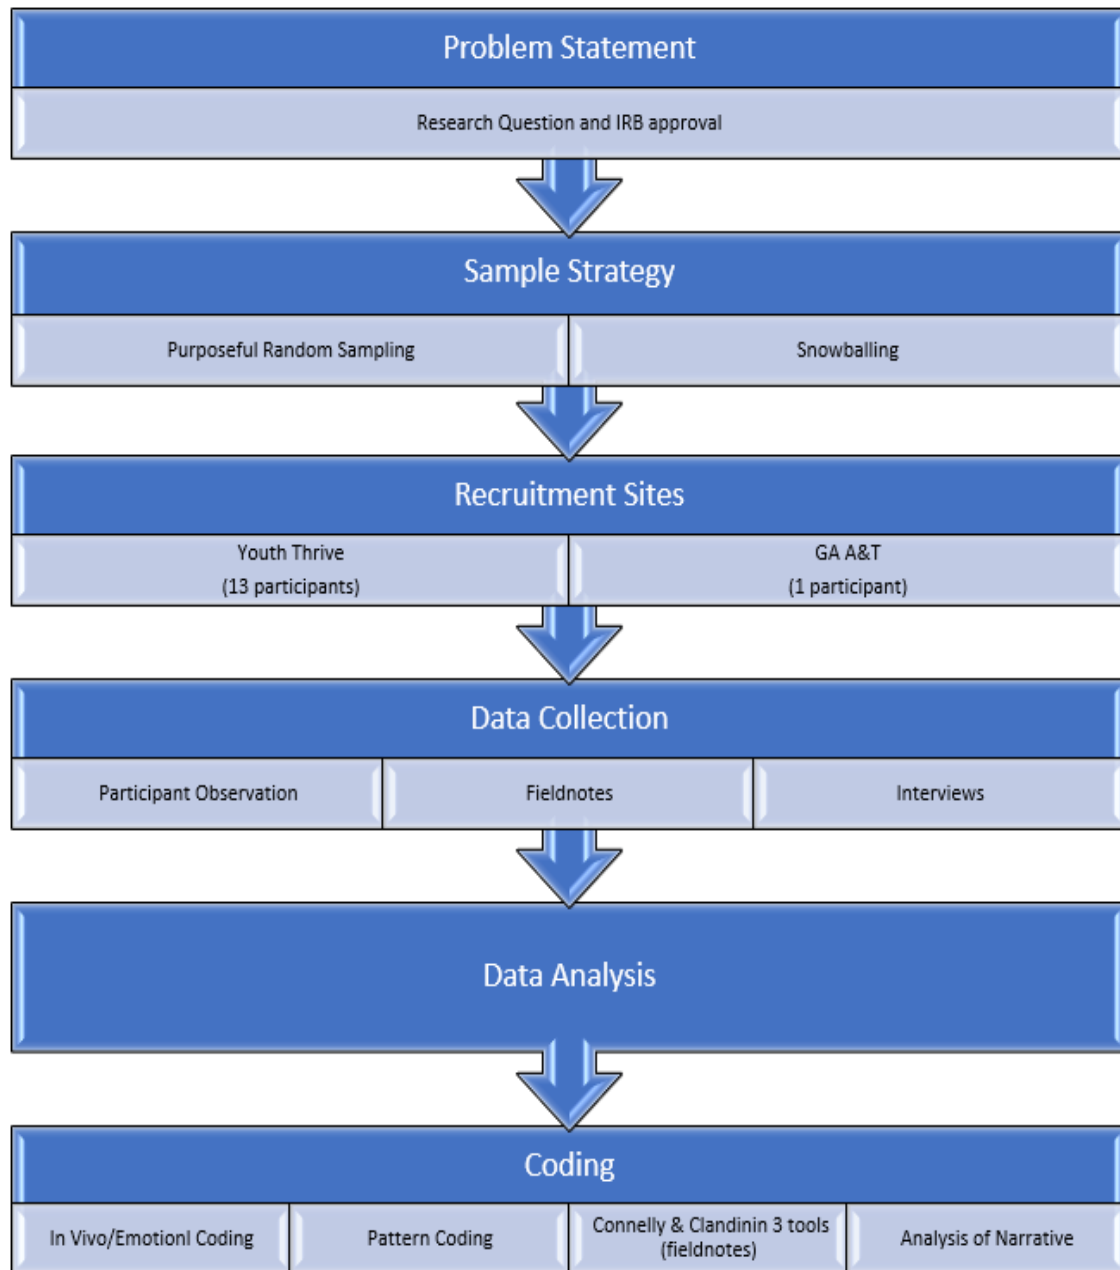 Problem Statement
Research Question and IRB approval
Sample Strategy
Purposeful Random Sampling
Snowballing
Recruitment Sites
Youth Thrive
(13 participants)
GA A&T
(1 participant)
Data Collection
Participant Observation
Fieldnotes
Interviews
Data Analysis
Coding
In Vivo/Emotionl Coding
Pattern Coding
Connelly & Clandinin 3 tools
(fieldnotes)
Analysis of Narrative